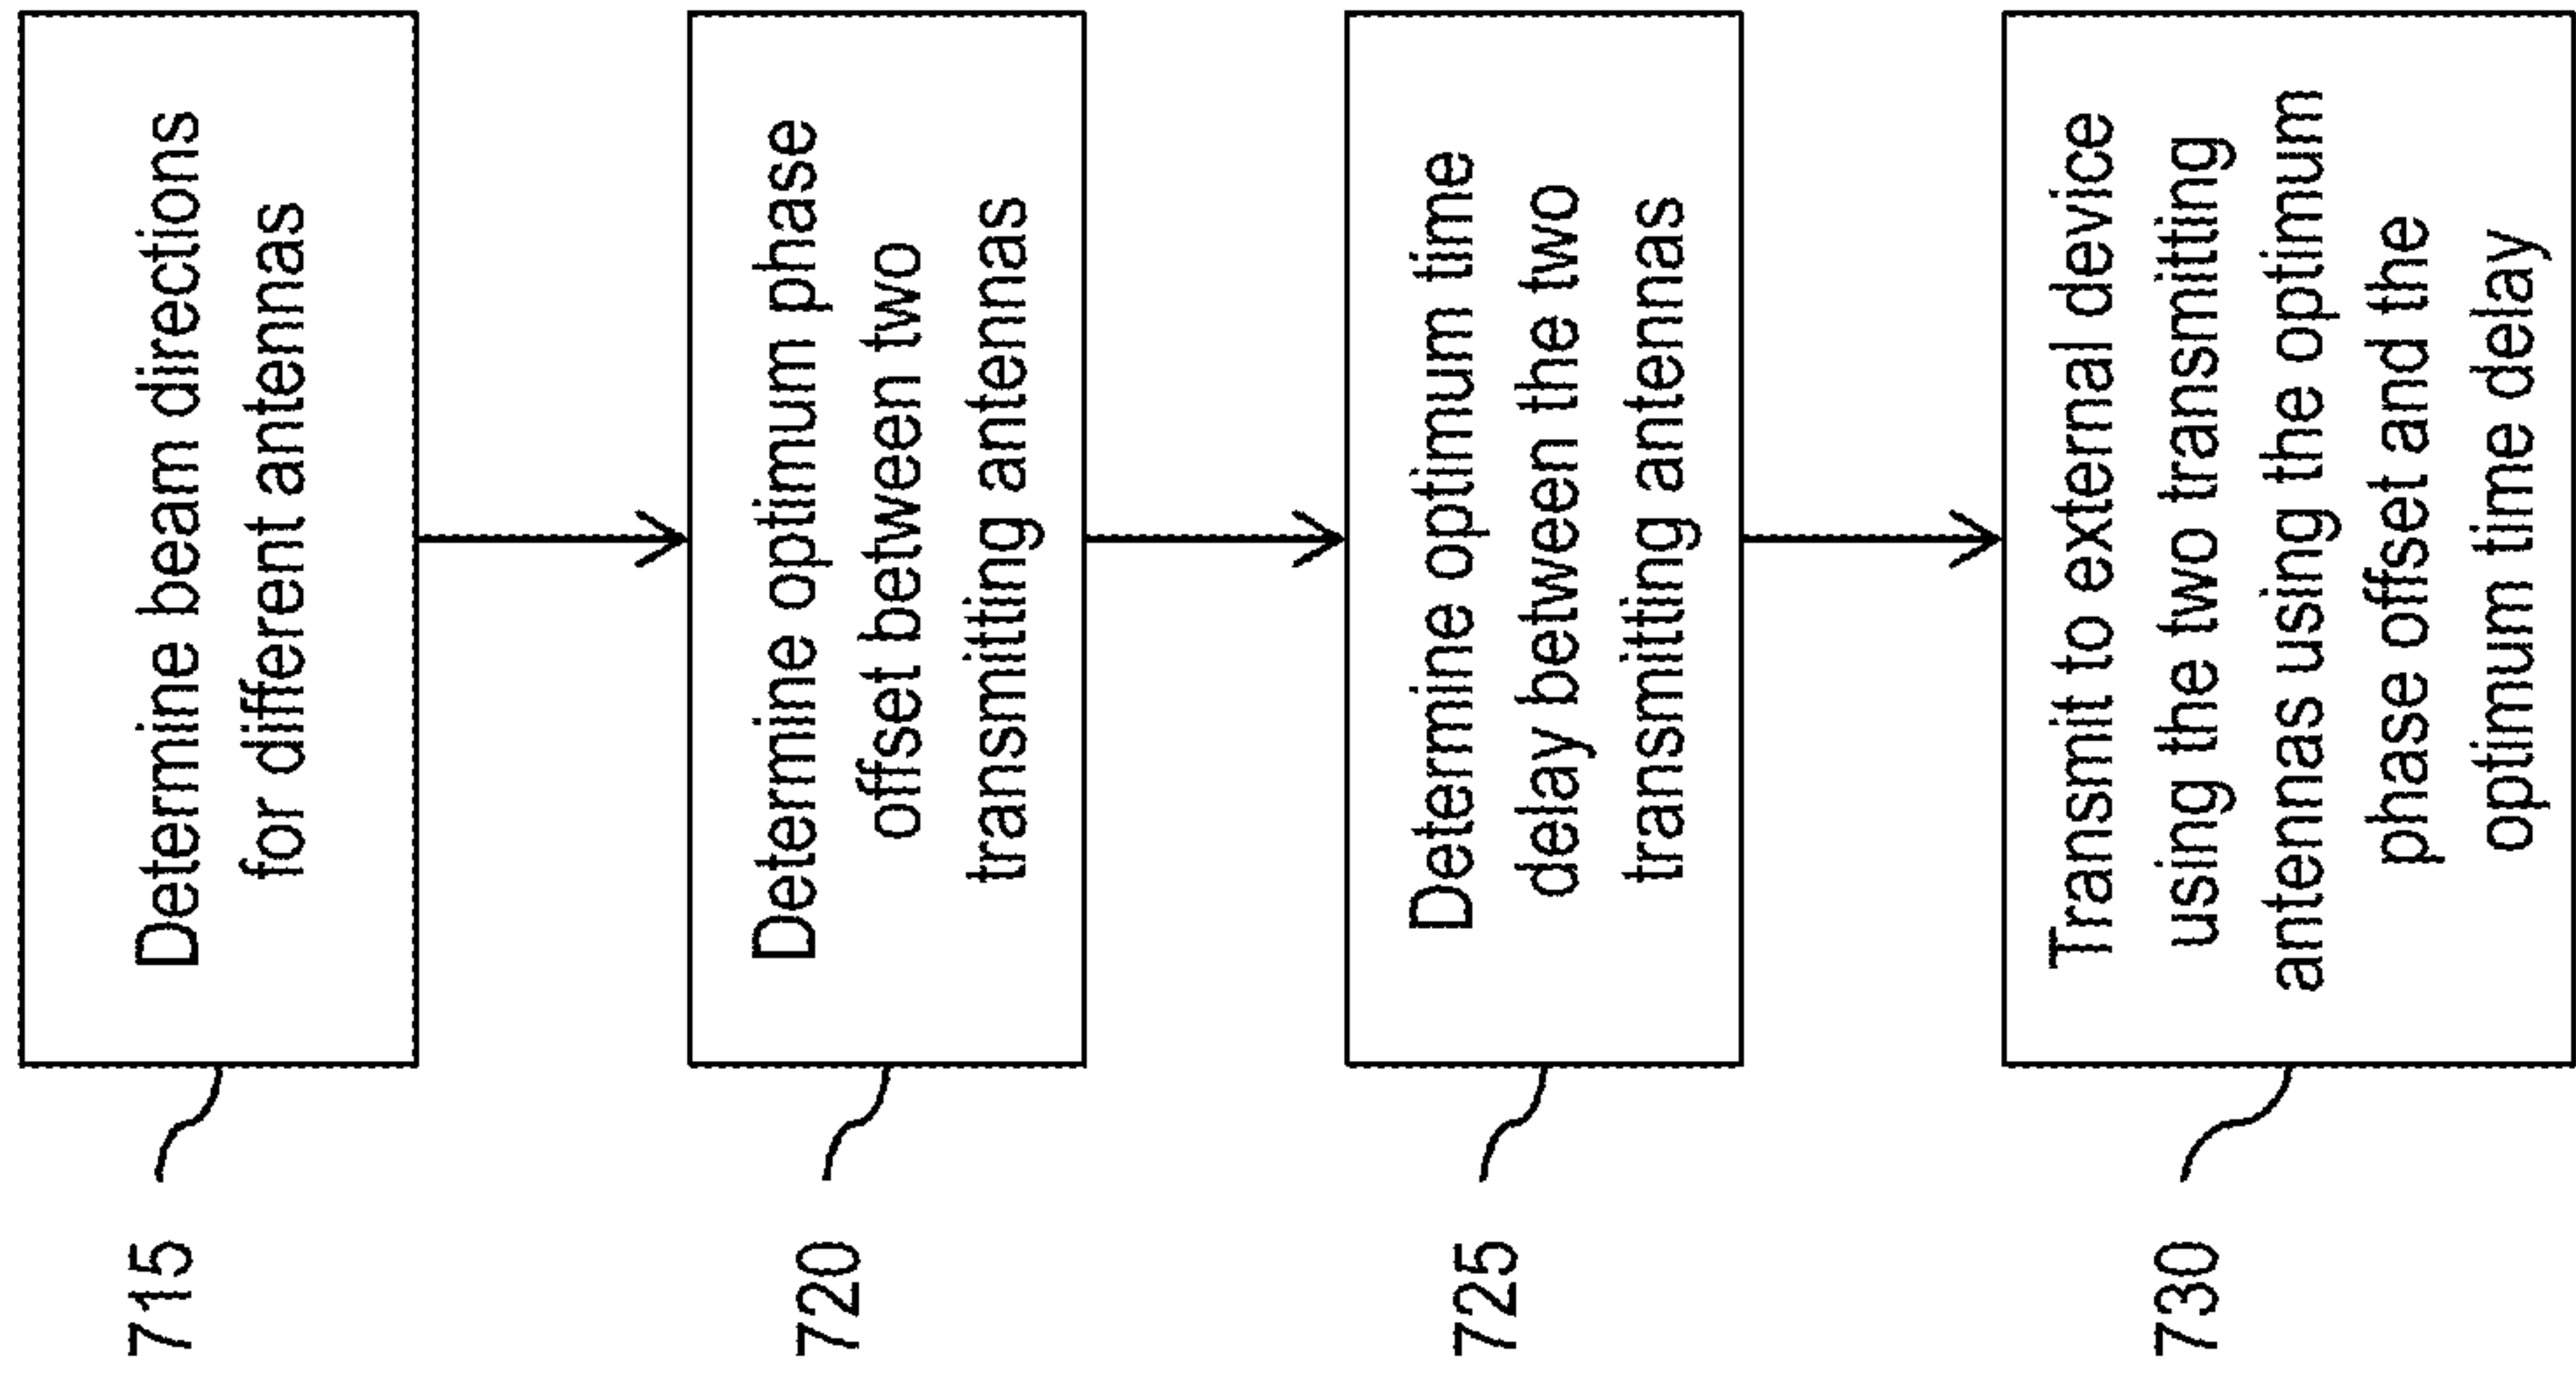 715
Determine beam directions
for different antennas
720
Determine optimum phase
offset between two
transmitting antennas
725
Determine optimum time
delay between the two
transmitting antennas
730
Transmit to external device
using the two transmitting
antennas using the optimum
phase offset and the
optimum time delay